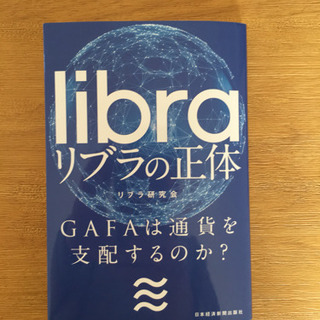 libra
リブラの正体
リブラ研究会
GAFAは通貨を
支配するのか?
日本経済新聞出版社